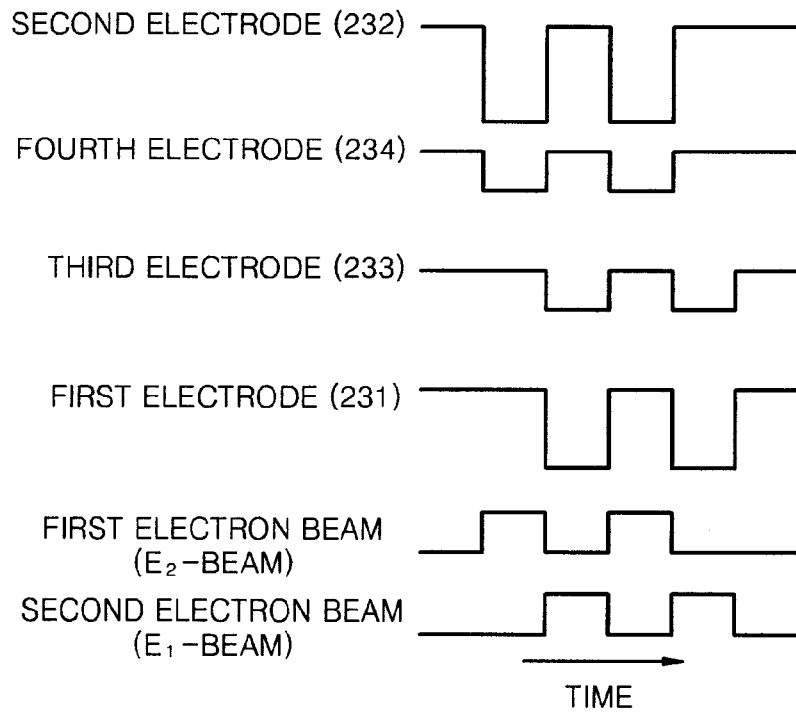 SECOND ELECTRODE (232)
FOURTH ELECTRODE (234)
THIRD ELECTRODE (233)
FIRST ELECTRODE (231)
FIRST ELECTRON BEAM
(E₂-BEAM)
SECOND ELECTRON BEAM
(E₁-BEAM)
TIME